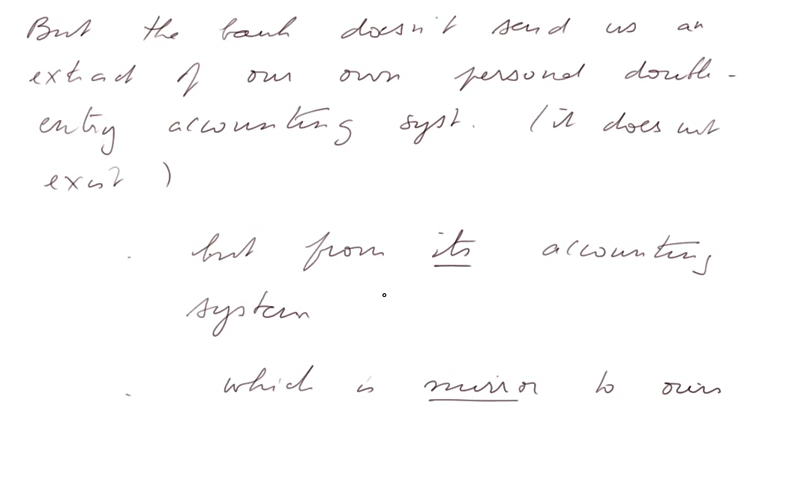 But the bank doesn't send us an
extract of our own personal double-
entry accounting syst. (it does not
exist)
. but from its accounting
system
. which is mirror to ours